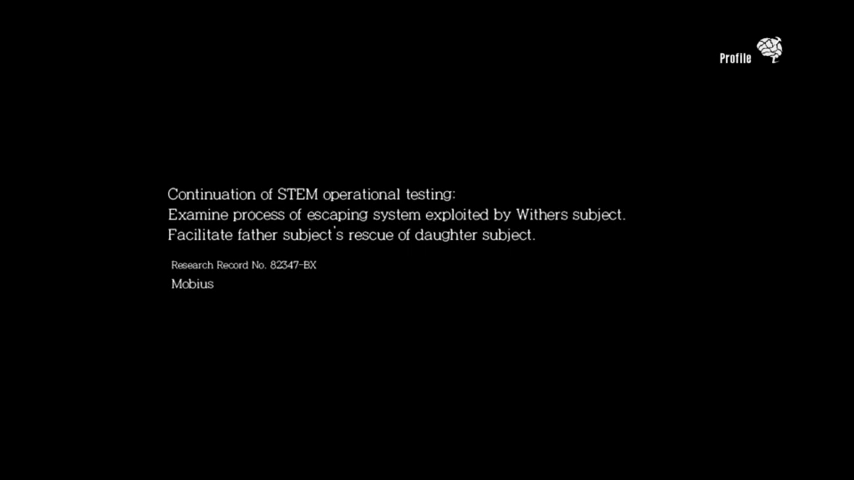 Profile
Continuation of STEM operational testing:
Examine process of escaping system exploited by Withers subject.
Facilitate father subject's rescue of daughter subject.
Research Record No. 82347-BX
Mobius